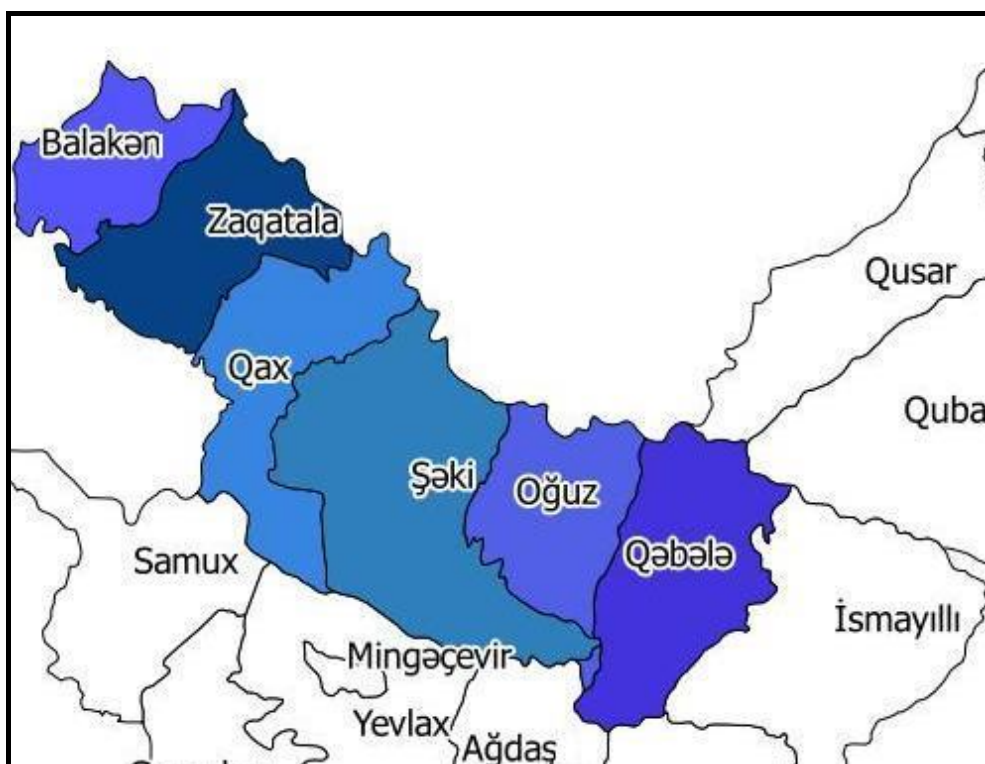 Balakən
Zaqatala
Qusar
Qax
Quba
Şəki
Oğuz
Qəbələ
Samux
İsmayıllı
Mingəçevir
Yevlax
Ağdaş